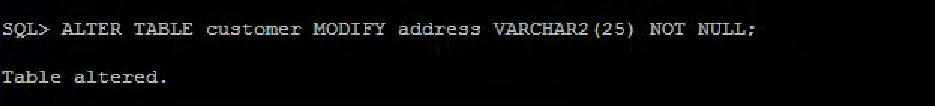 SQL> ALTER TABLE customer MODIFY address VARCHAR2(25) NOT NULL;
Table altered.